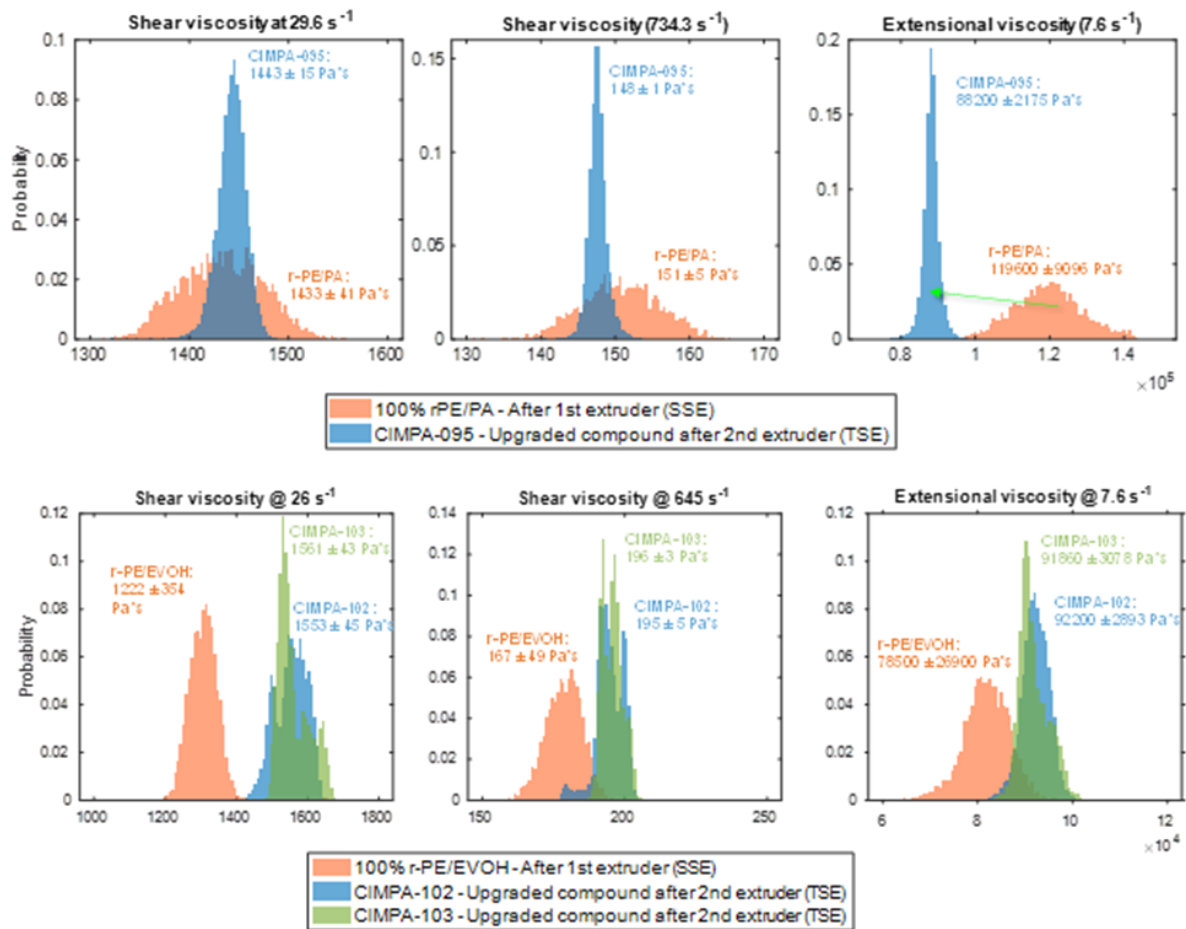 Shear viscosity at 29.6 s⁻¹
Shear viscosity (734.3 s⁻¹)
Extensional viscosity (7.6 s⁻¹)
CIMPA-095:
1443 ± 15 Pa*s
r-PE/PA:
1433 ± 41 Pa*s
Probability
0.1
0.08
0.06
0.04
0.02
0
1300
1400
1500
1600
CIMPA-095:
148 ± 1 Pa*s
r-PE/PA:
151 ± 5 Pa*s
0.15
0.1
0.05
0
130
140
150
160
170
CIMPA-095:
88200 ± 2175 Pa*s
r-PE/PA:
119600 ± 9096 Pa*s
0.2
0.15
0.1
0.05
0
0.8
1
1.2
1.4
×10⁵
100% rPE/PA - After 1st extruder (SSE)
CIMPA-095 - Upgraded compound after 2nd extruder (TSE)
Shear viscosity @ 26 s⁻¹
Shear viscosity @ 645 s⁻¹
Extensional viscosity @ 7.6 s⁻¹
CIMPA-103:
1561 ± 43 Pa*s
r-PE/EVOH:
1222 ± 354
Pa*s
CIMPA-102:
1553 ± 45 Pa*s
Probability
0.12
0.1
0.08
0.06
0.04
0.02
0
1000
1200
1400
1600
1800
CIMPA-103:
196 ± 3 Pa*s
CIMPA-102:
195 ± 5 Pa*s
r-PE/EVOH:
167 ± 49 Pa*s
0.14
0.12
0.1
0.08
0.06
0.04
0.02
0
150
200
250
CIMPA-103:
91860 ± 3078 Pa*s
CIMPA-102:
92200 ± 2893 Pa*s
r-PE/EVOH:
78500 ± 26900 Pa*s
0.12
0.1
0.08
0.06
0.04
0.02
0
6
8
10
12
×10⁴
100% r-PE/EVOH - After 1st extruder (SSE)
CIMPA-102 - Upgraded compound after 2nd extruder (TSE)
CIMPA-103 - Upgraded compound after 2nd extruder (TSE)